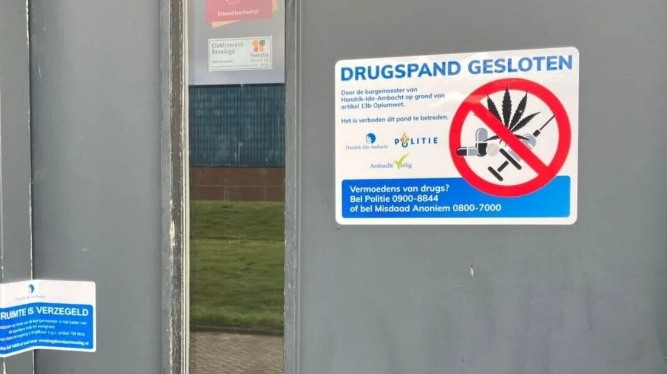 Erkend leerbedrijf
Elektronisch
Beveiligd
DRUGSPAND GESLOTEN
Door de burgemeester van
Hendrik-Ido-Ambacht op grond van
artikel 13b Opiumwet.
Het is verboden dit pand te betreden.
Hendrik-Ido-Ambacht
POLITIE
Ambacht Veilig
Vermoedens van drugs?
Bel Politie 0900-8844
of bel Misdaad Anoniem 0800-7000
RUIMTE IS VERZEGELD